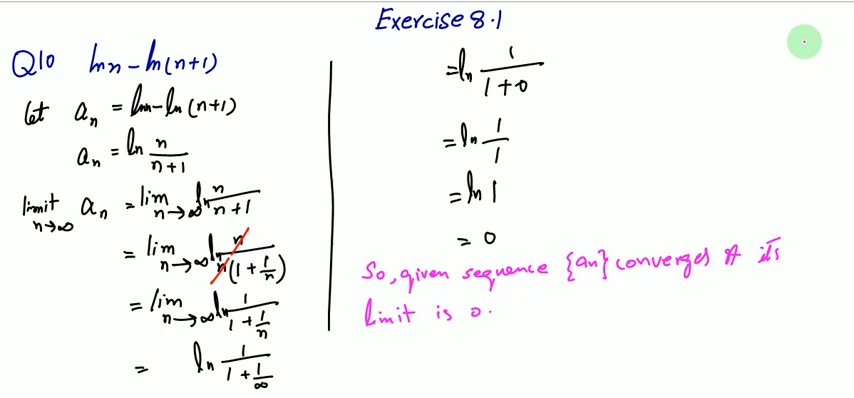 Exercise 8.1
Q10 ln n - ln(n+1)
let a_n = ln n - ln(n+1)
a_n = ln n/(n+1)
limit n→∞ a_n = lim n→∞ ln n/(n+1)
= lim n→∞ ln n/(n(1+1/n))
= lim n→∞ ln 1/(1+1/n)
= ln 1/(1+1/∞)
= ln 1/(1+0)
= ln 1/1
= ln 1
= 0
So, given sequence {an} converges & its
limit is 0.